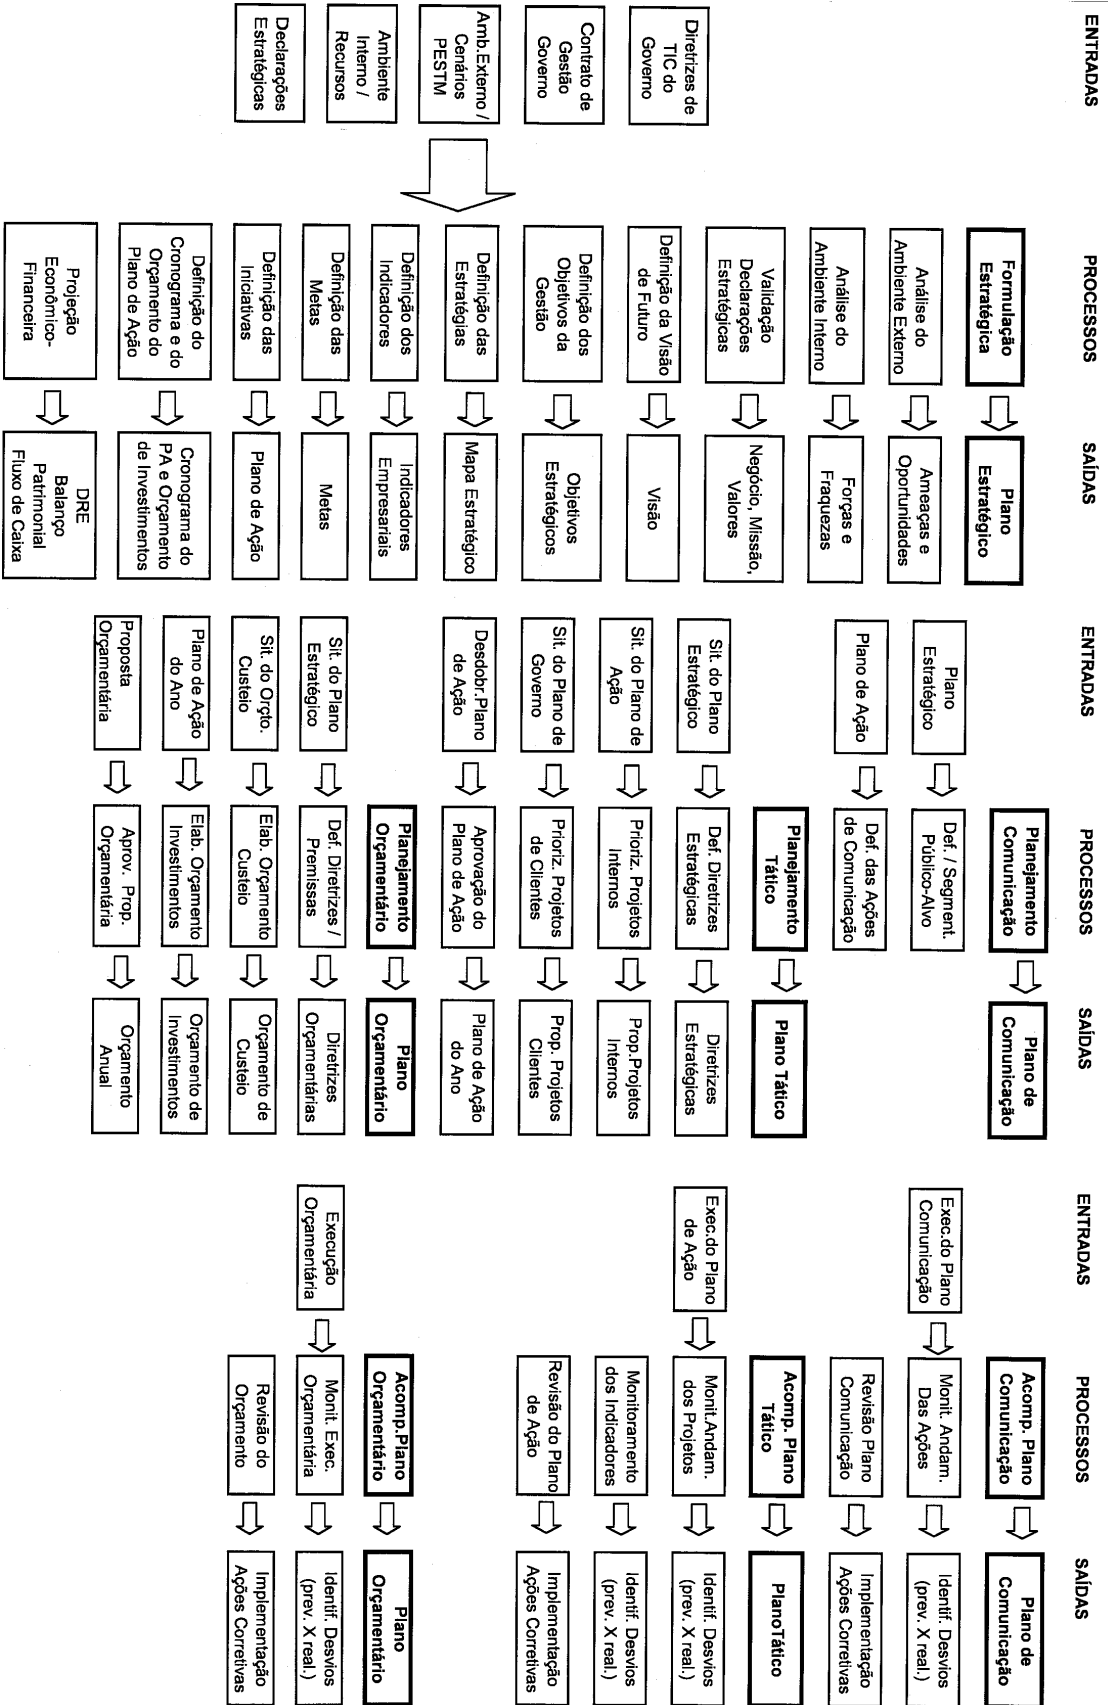 ENTRADAS
Diretrizes de
TIC do
Governo
Contrato de
Gestão
Governo
Amb.Externo /
Cenários
PESTM
Ambiente
Interno /
Recursos
Declarações
Estratégicas
PROCESSOS
Formulação
Estratégica
Análise do
Ambiente Externo
Análise do
Ambiente Interno
Validação
Declarações
Estratégicas
Definição da Visão
de Futuro
Definição dos
Objetivos da
Gestão
Definição das
Estratégias
Definição dos
Indicadores
Definição das
Metas
Definição das
Iniciativas
Definição do
Cronograma e do
Orçamento do
Plano de Ação
Projeção
Econômico-
Financeira
SAÍDAS
Plano
Estratégico
Ameaças e
Oportunidades
Forças e
Fraquezas
Negócio, Missão,
Valores
Visão
Objetivos
Estratégicos
Mapa Estratégico
Indicadores
Empresariais
Metas
Plano de Ação
Cronograma do
PA e Orçamento
de Investimentos
DRE
Balanço
Patrimonial
Fluxo de Caixa
ENTRADAS
Plano
Estratégico
Plano de Ação
Sit. do Plano
Estratégico
Sit. do Plano de
Ação
Sit. do Plano de
Governo
Desdobr.Plano
de Ação
Sit. do Plano
Estratégico
Sit. do Orçto.
Custeio
Plano de Ação
do Ano
Proposta
Orçamentária
PROCESSOS
Planejamento
Comunicação
Def. / Segment.
Público-Alvo
Def. das Ações
de Comunicação
Planejamento
Tático
Def. Diretrizes
Estratégicas
Prioriz. Projetos
Internos
Prioriz. Projetos
de Clientes
Aprovação do
Plano de Ação
Planejamento
Orçamentário
Def. Diretrizes /
Premissas
Elab. Orçamento
Custeio
Elab. Orçamento
Investimentos
Aprov. Prop.
Orçamentária
SAÍDAS
Plano de
Comunicação
Plano Tático
Diretrizes
Estratégicas
Prop.Projetos
Internos
Prop. Projetos
Clientes
Plano de Ação
do Ano
Plano
Orçamentário
Diretrizes
Orçamentárias
Orçamento de
Custeio
Orçamento de
Investimentos
Orçamento
Anual
ENTRADAS
Exec.do Plano
Comunicação
Exec.do Plano
de Ação
Execução
Orçamentária
PROCESSOS
Acomp. Plano
Comunicação
Monit. Andam.
Das Ações
Revisão Plano
Comunicação
Acomp. Plano
Tático
Monit.Andam.
dos Projetos
Monitoramento
dos Indicadores
Revisão do Plano
de Ação
Acomp.Plano
Orçamentário
Monit. Exec.
Orçamentária
Revisão do
Orçamento
SAÍDAS
Plano de
Comunicação
Identif. Desvios
(prev. X real.)
Implementação
Ações Corretivas
PlanoTático
Identif. Desvios
(prev. X real.)
Identif. Desvios
(prev. X real.)
Implementação
Ações Corretivas
Plano
Orçamentário
Identif. Desvios
(prev. X real.)
Implementação
Ações Corretivas